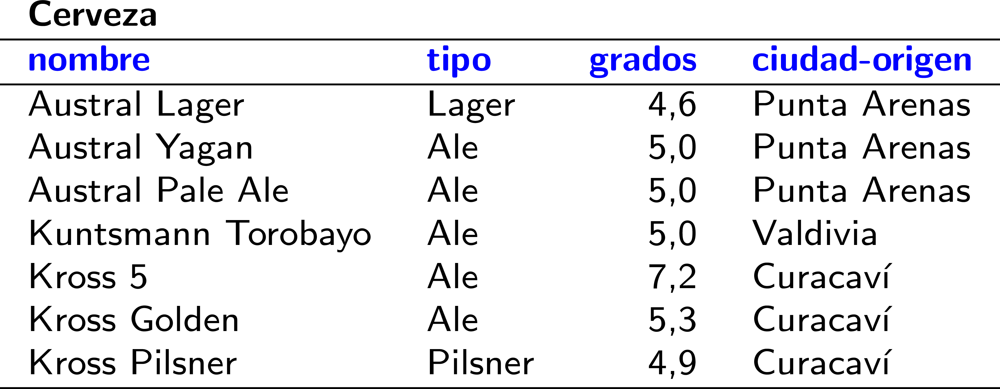 Cerveza
nombre tipo grados ciudad-origen
Austral Lager Lager 4,6 Punta Arenas
Austral Yagan Ale 5,0 Punta Arenas
Austral Pale Ale Ale 5,0 Punta Arenas
Kuntsmann Torobayo Ale 5,0 Valdivia
Kross 5 Ale 7,2 Curacaví
Kross Golden Ale 5,3 Curacaví
Kross Pilsner Pilsner 4,9 Curacaví